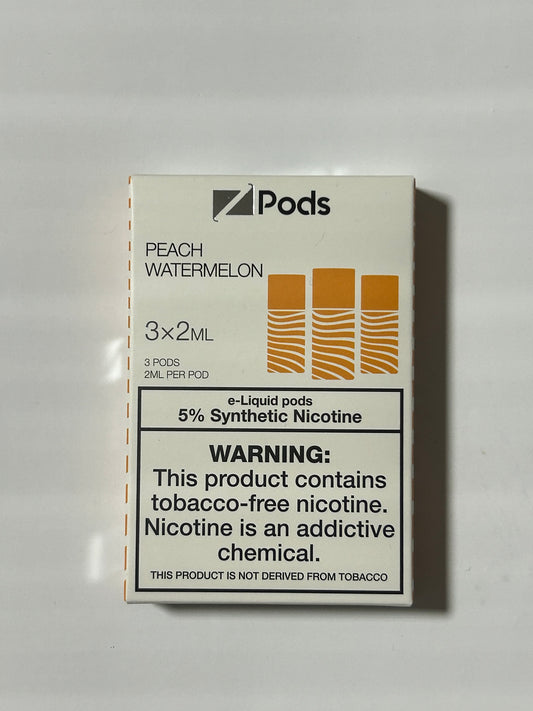 Z Pods
PEACH
WATERMELON
3×2ML
3 PODS
2ML PER POD
e-Liquid pods
5% Synthetic Nicotine
WARNING:
This product contains
tobacco-free nicotine.
Nicotine is an addictive
chemical.
THIS PRODUCT IS NOT DERIVED FROM TOBACCO